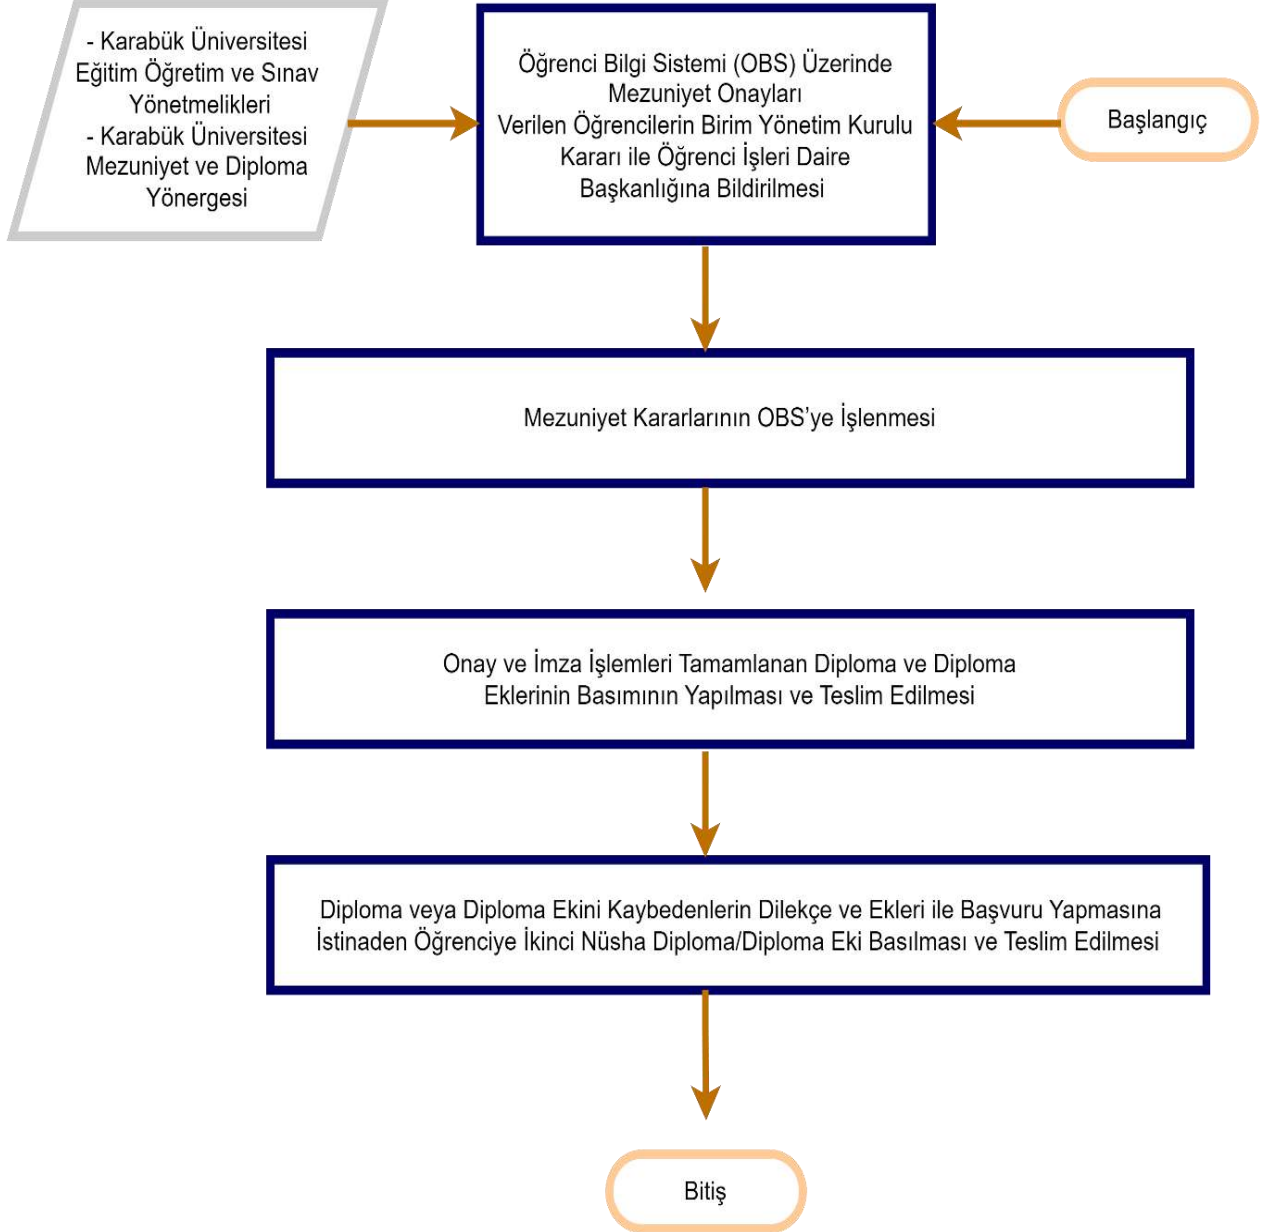 - Karabük Üniversitesi
Eğitim Öğretim ve Sınav
Yönetmelikleri
- Karabük Üniversitesi
Mezuniyet ve Diploma
Yönergesi
Öğrenci Bilgi Sistemi (OBS) Üzerinde
Mezuniyet Onayları
Verilen Öğrencilerin Birim Yönetim Kurulu
Kararı ile Öğrenci İşleri Daire
Başkanlığına Bildirilmesi
Başlangıç
Mezuniyet Kararlarının OBS’ye İşlenmesi
Onay ve İmza İşlemleri Tamamlanan Diploma ve Diploma
Eklerinin Basımının Yapılması ve Teslim Edilmesi
Diploma veya Diploma Ekini Kaybedenlerin Dilekçe ve Ekleri ile Başvuru Yapmasına
İstinaden Öğrenciye İkinci Nüsha Diploma/Diploma Eki Basılması ve Teslim Edilmesi
Bitiş